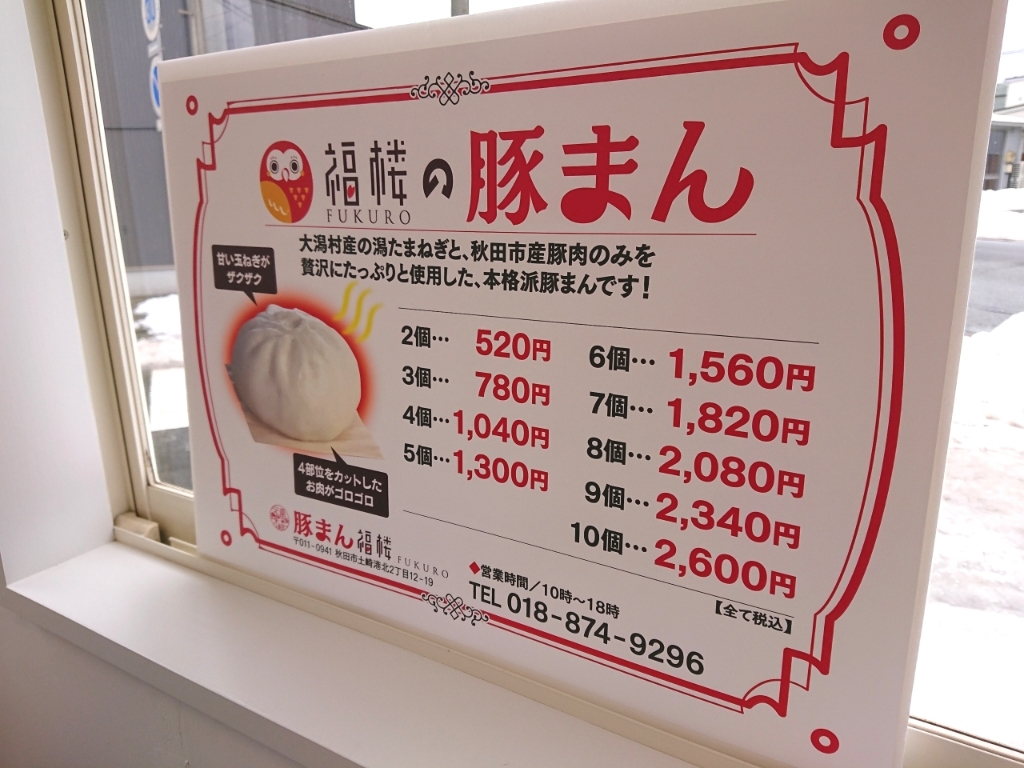 福楼の豚まん
FUKURO
大潟村産の潟たまねぎと、秋田市産豚肉のみを
贅沢にたっぷりと使用した、本格派豚まんです!
甘い玉ねぎが
ザクザク
4部位をカットした
お肉がゴロゴロ
2個… 520円
3個… 780円
4個…1,040円
5個…1,300円
6個… 1,560円
7個… 1,820円
8個… 2,080円
9個… 2,340円
10個… 2,600円
【全て税込】
豚まん福楼 FUKURO
〒011-0941 秋田市土崎港北2丁目12-19
◆営業時間/10時〜18時
TEL 018-874-9296